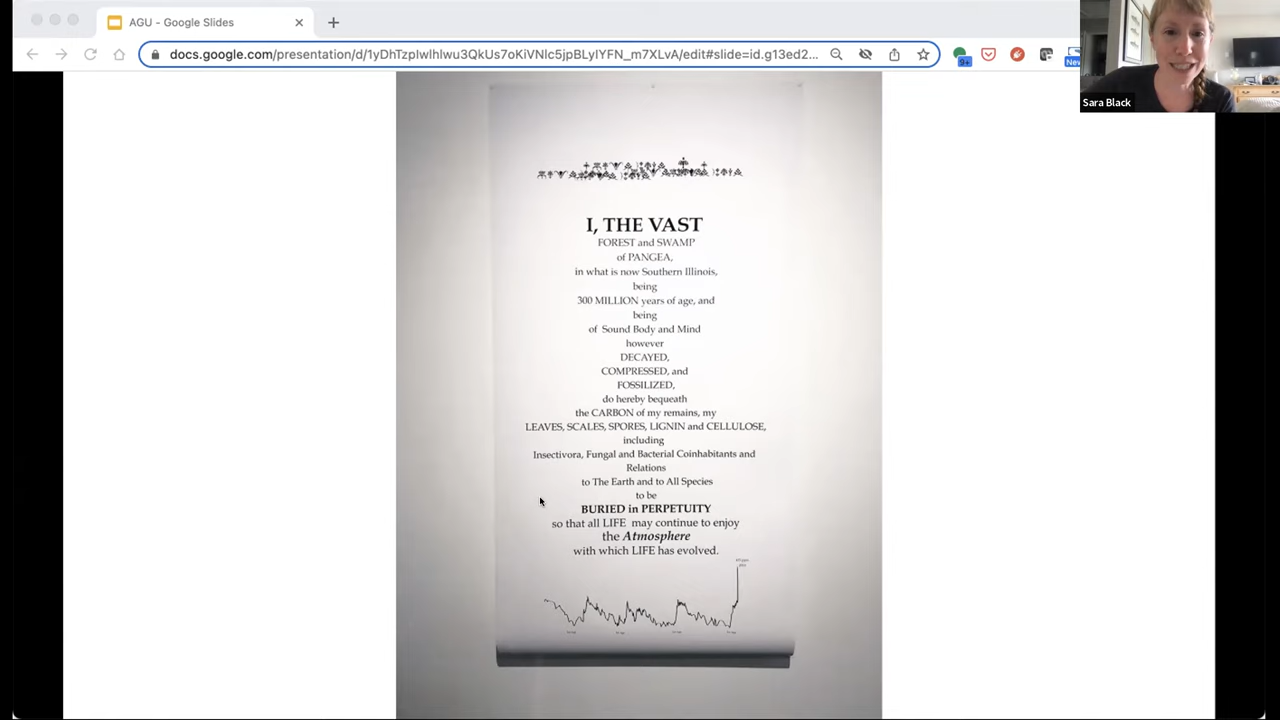 AGU - Google Slides
docs.google.com/presentation/d/1yDhTzplwlhlwu3QkUs7oKiVNlc5jpBLylYFN_m7XLvA/edit#slide=id.g13ed2...
9+
New
Sara Black
I, THE VAST
FOREST and SWAMP
of PANGEA,
in what is now Southern Illinois,
being
300 MILLION years of age, and
being
of Sound Body and Mind
however
DECAYED,
COMPRESSED, and
FOSSILIZED,
do hereby bequeath
the CARBON of my remains, my
LEAVES, SCALES, SPORES, LIGNIN and CELLULOSE,
including
Insectivora, Fungal and Bacterial Coinhabitants and
Relations
to The Earth and to All Species
to be
BURIED in PERPETUITY
so that all LIFE may continue to enjoy
the Atmosphere
with which LIFE has evolved.